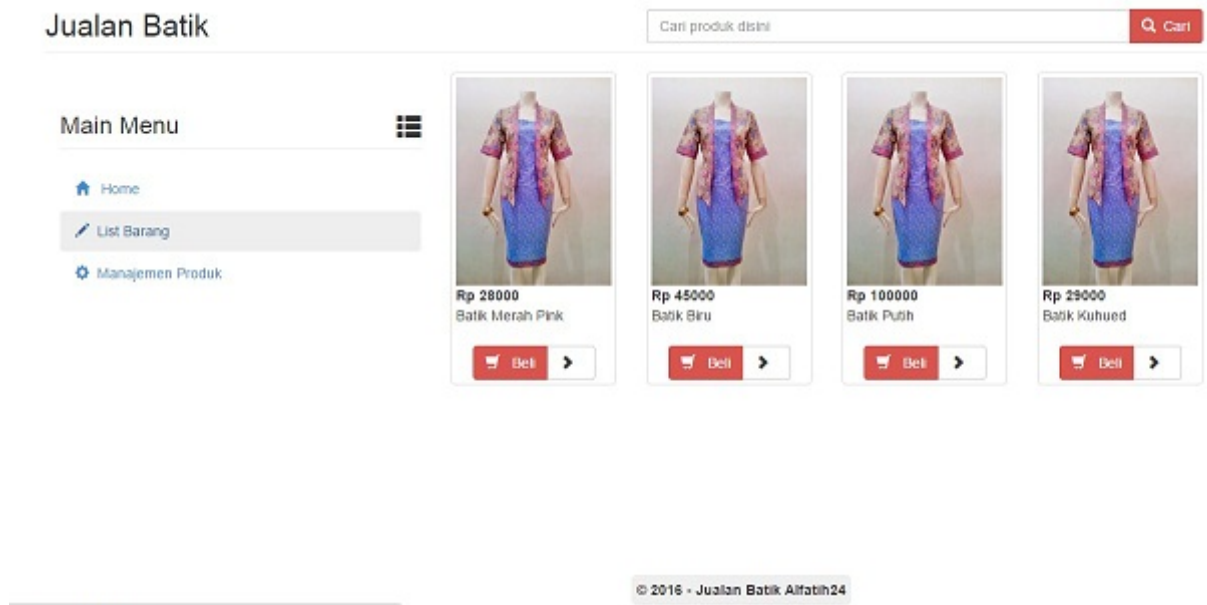 Jualan Batik
Cari produk disini
Cari
Main Menu
Home
List Barang
Manajemen Produk
Rp 28000
Batik Merah Pink
Beli
Rp 45000
Batik Biru
Beli
Rp 100000
Batik Putih
Beli
Rp 29000
Batik Kuhued
Beli
© 2016 - Jualan Batik Alfatih24